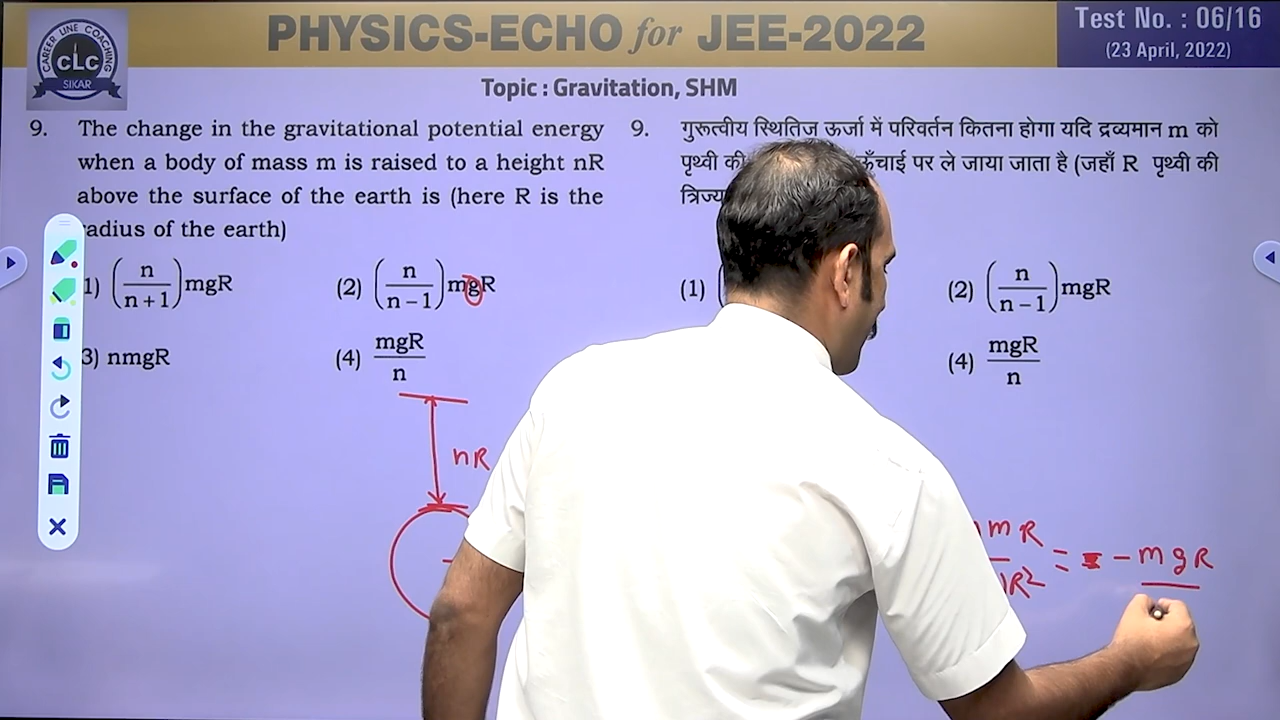 CAREER LINE COACHING
CLC
SIKAR
PHYSICS-ECHO for JEE-2022
Test No. : 06/16
(23 April, 2022)
Topic : Gravitation, SHM
9. The change in the gravitational potential energy
when a body of mass m is raised to a height nR
above the surface of the earth is (here R is the
radius of the earth)
1) (n/n+1)mgR (2) (n/n-1)mgR
3) nmgR (4) mgR/n
9. गुरूत्वीय स्थितिज ऊर्जा में परिवर्तन कितना होगा यदि द्रव्यमान m को
पृथ्वी की ऊँचाई पर ले जाया जाता है (जहाँ R पृथ्वी की
(1) (2) (n/n-1)mgR
(4) mgR/n
nR
mR
R² = - mgR